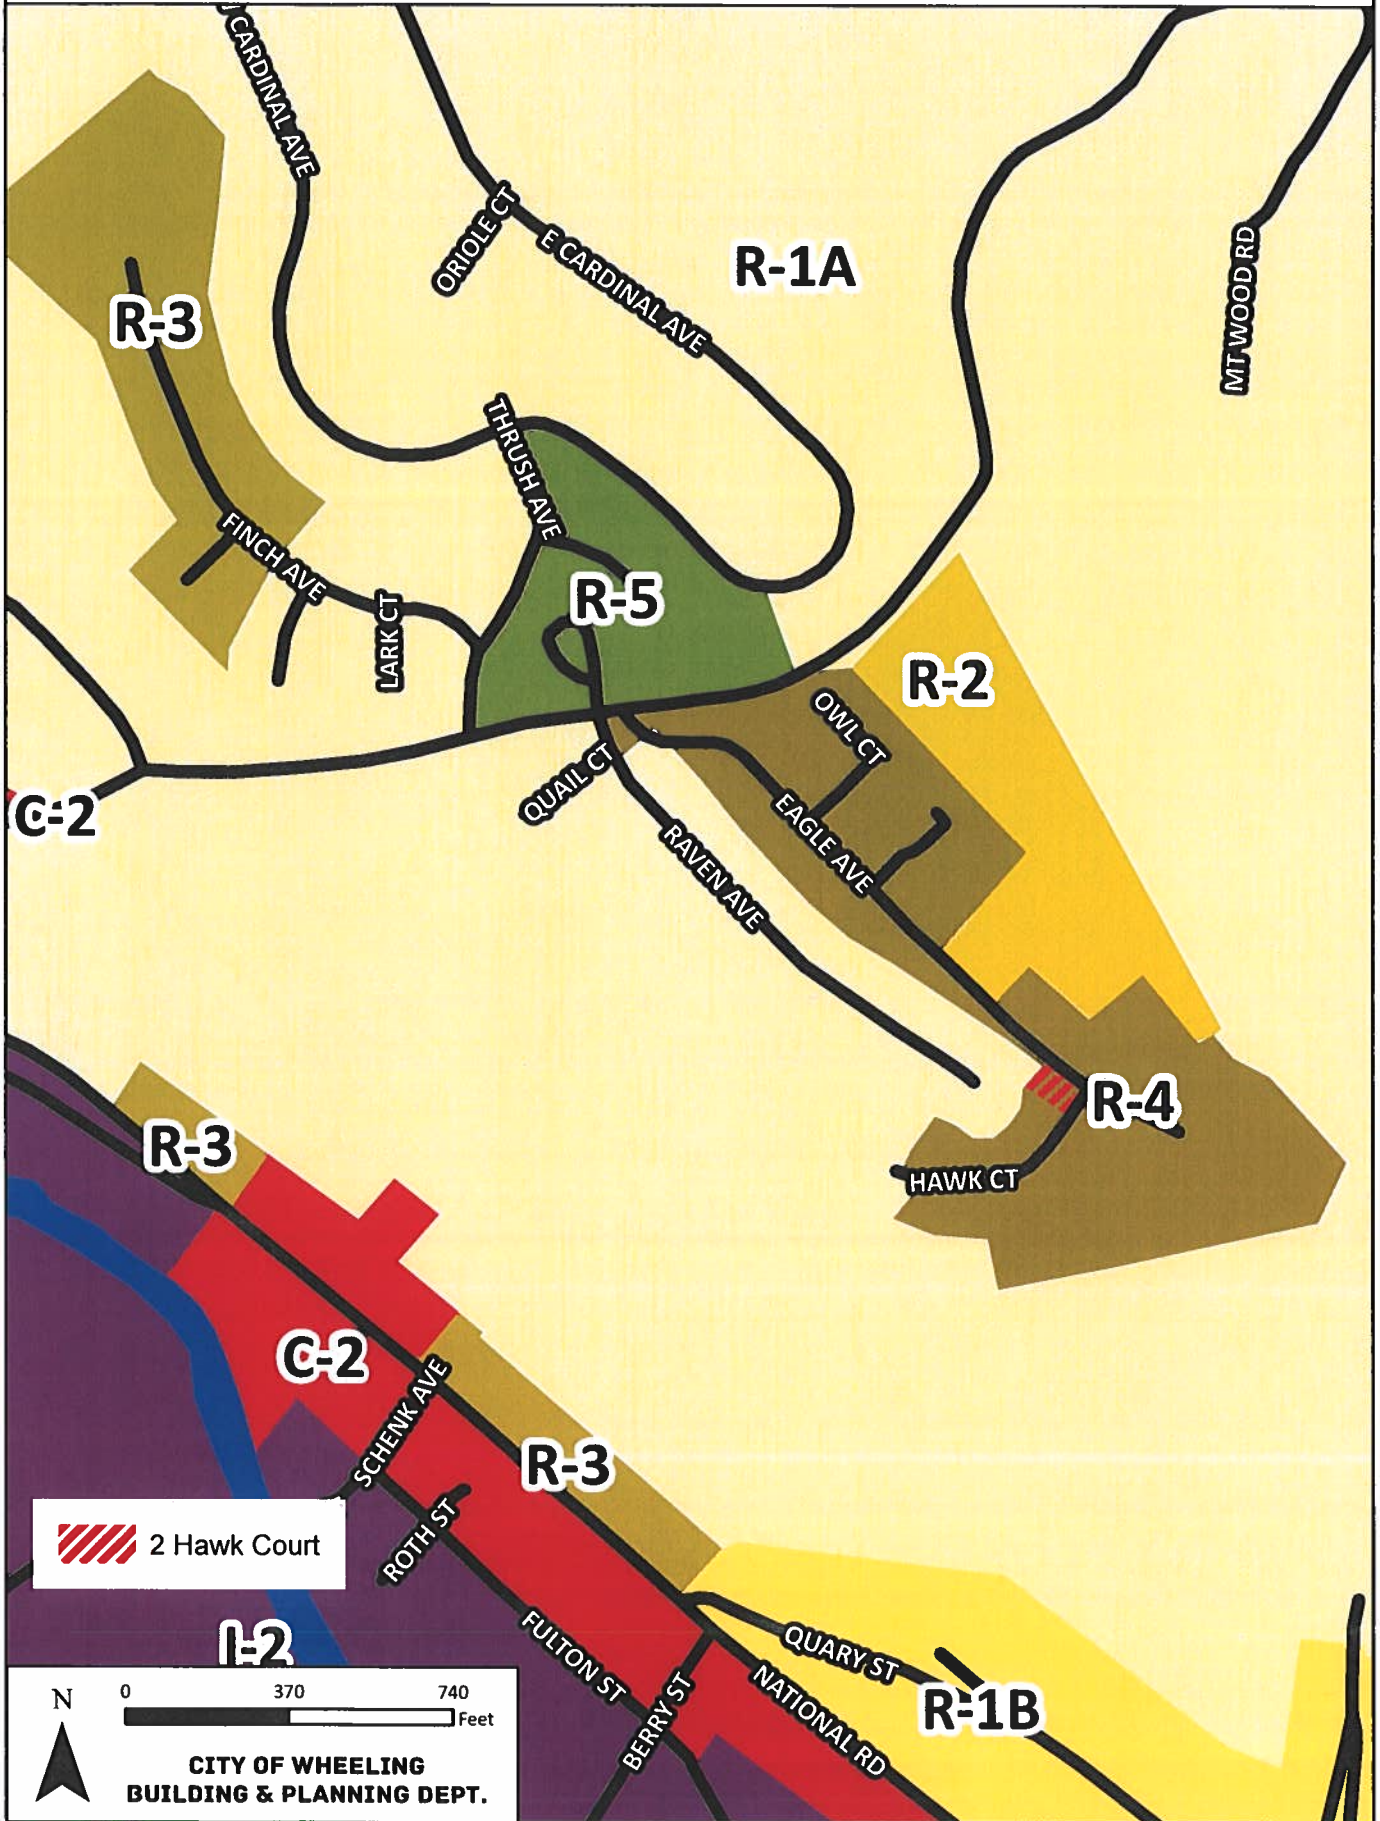 CARDINAL AVE
ORIOLE CT
E CARDINAL AVE
R-1A
MT WOOD RD
R-3
THRUSH AVE
FINCH AVE
LARK CT
R-5
R-2
OWL CT
QUAIL CT
C-2
EAGLE AVE
RAVEN AVE
R-4
R-3
HAWK CT
C-2
SCHENK AVE
R-3
ROTH ST
2 Hawk Court
FULTON ST
QUARY ST
I-2
BERRY ST
NATIONAL RD
R-1B
N
0 370 740
Feet
CITY OF WHEELING
BUILDING & PLANNING DEPT.